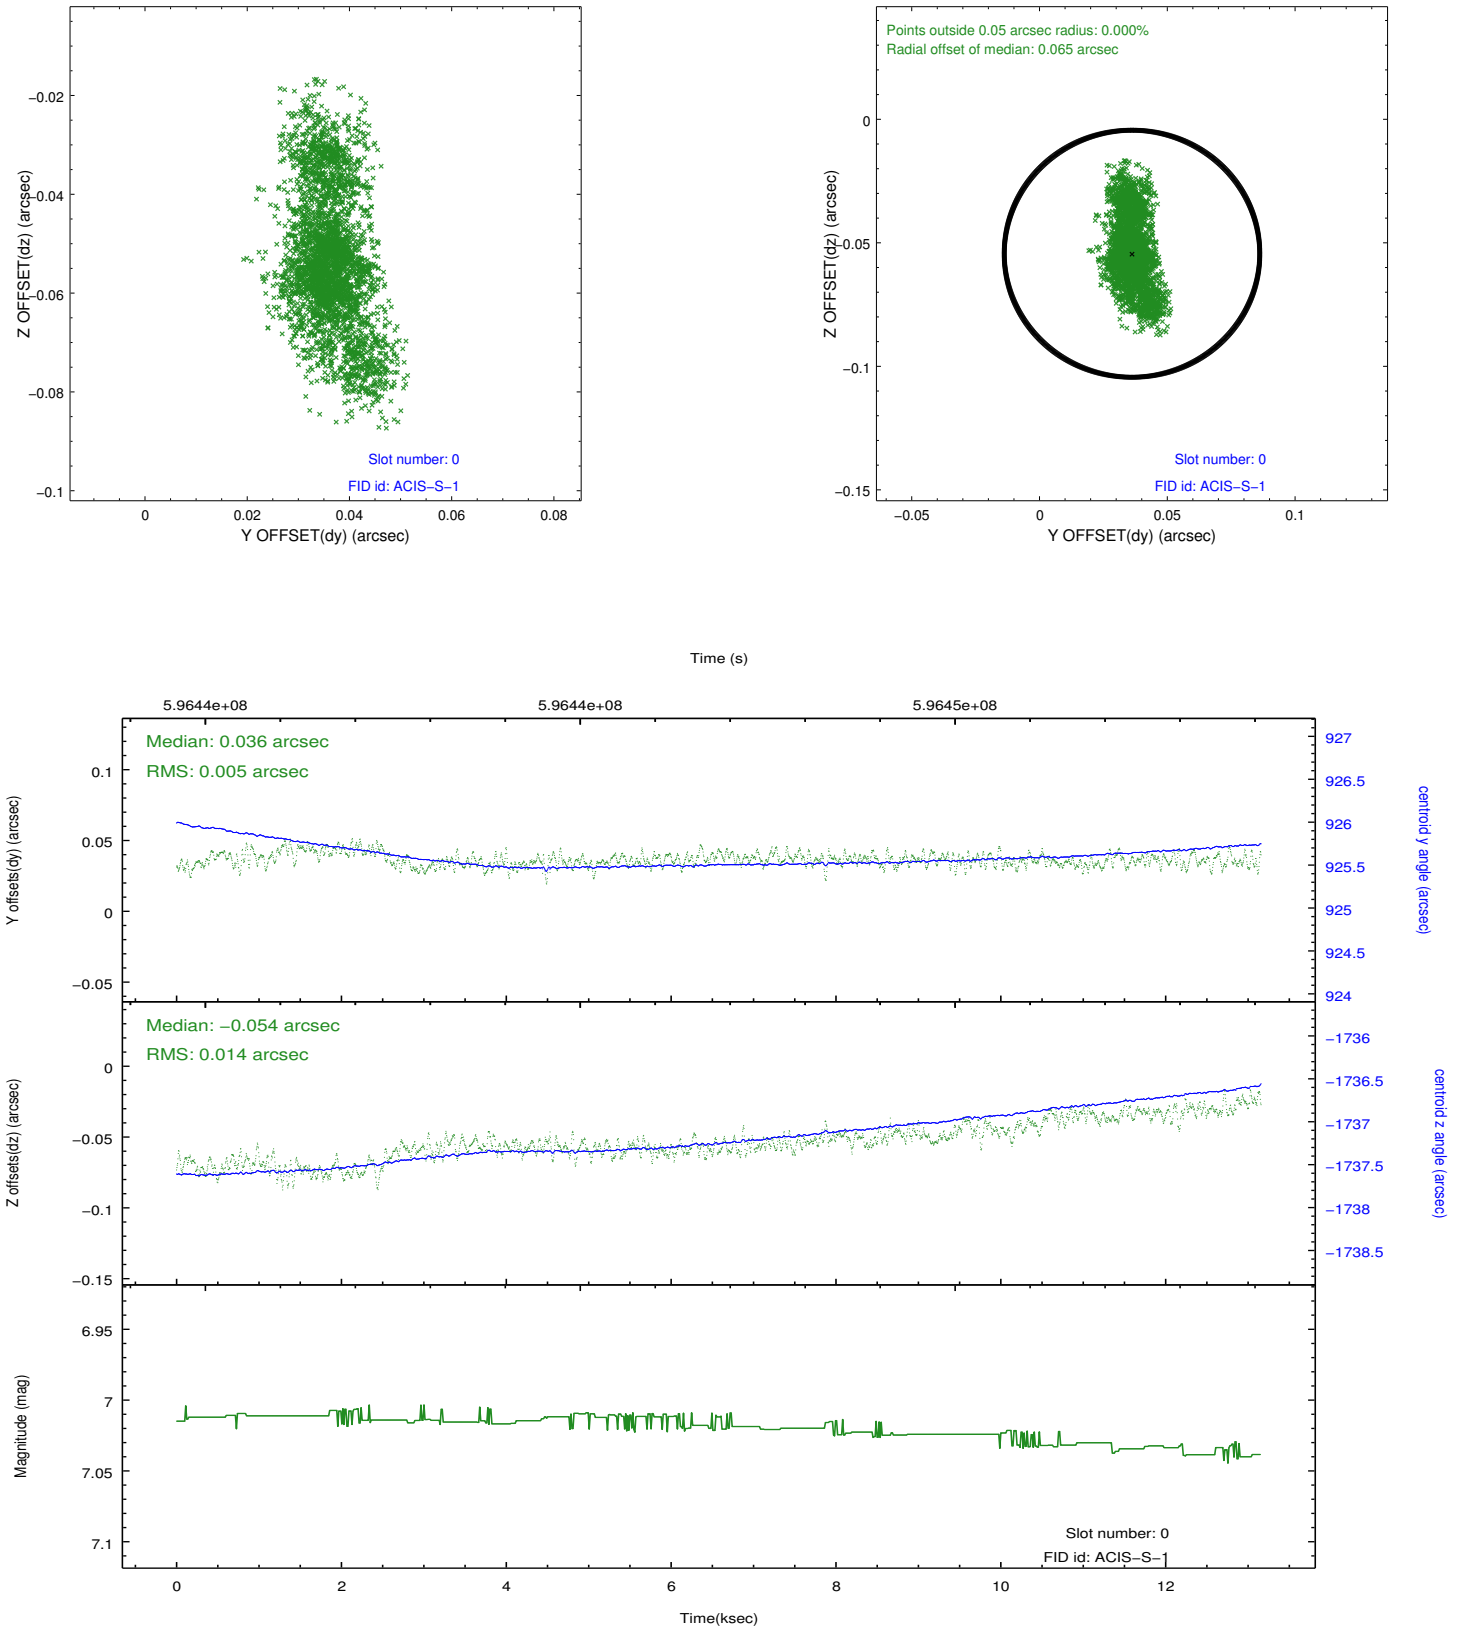 −0.02
−0.04
−0.06
−0.08
−0.1
Z OFFSET(dz) (arcsec)
0
0.02
0.04
0.06
0.08
Y OFFSET(dy) (arcsec)
Slot number: 0
FID id: ACIS−S−1
Points outside 0.05 arcsec radius: 0.000%
Radial offset of median: 0.065 arcsec
0
−0.05
−0.1
−0.15
Z OFFSET(dz) (arcsec)
−0.05
0
0.05
0.1
Y OFFSET(dy) (arcsec)
Slot number: 0
FID id: ACIS−S−1
Time (s)
5.9644e+08
5.9644e+08
5.9645e+08
Median: 0.036 arcsec
RMS: 0.005 arcsec
0.1
0.05
0
−0.05
Y offsets(dy) (arcsec)
927
926.5
926
925.5
925
924.5
924
centroid y angle (arcsec)
Median: −0.054 arcsec
RMS: 0.014 arcsec
0
−0.05
−0.1
−0.15
Z offsets(dz) (arcsec)
−1736
−1736.5
−1737
−1737.5
−1738
−1738.5
centroid z angle (arcsec)
6.95
7
7.05
7.1
Magnitude (mag)
Slot number: 0
FID id: ACIS−S−1
0
2
4
6
8
10
12
Time(ksec)